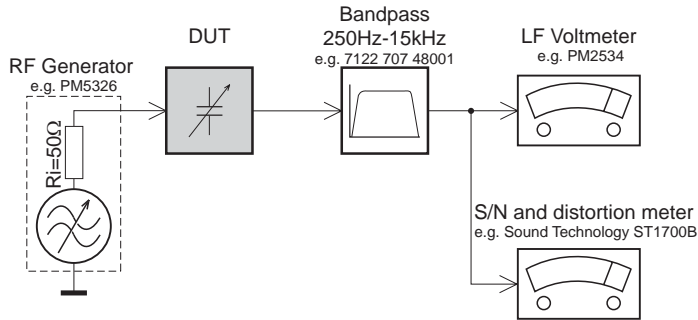 Bandpass
250Hz-15kHz
e.g. 7122 707 48001
DUT
LF Voltmeter
e.g. PM2534
RF Generator
e.g. PM5326
Ri=50Ω
S/N and distortion meter
e.g. Sound Technology ST1700B